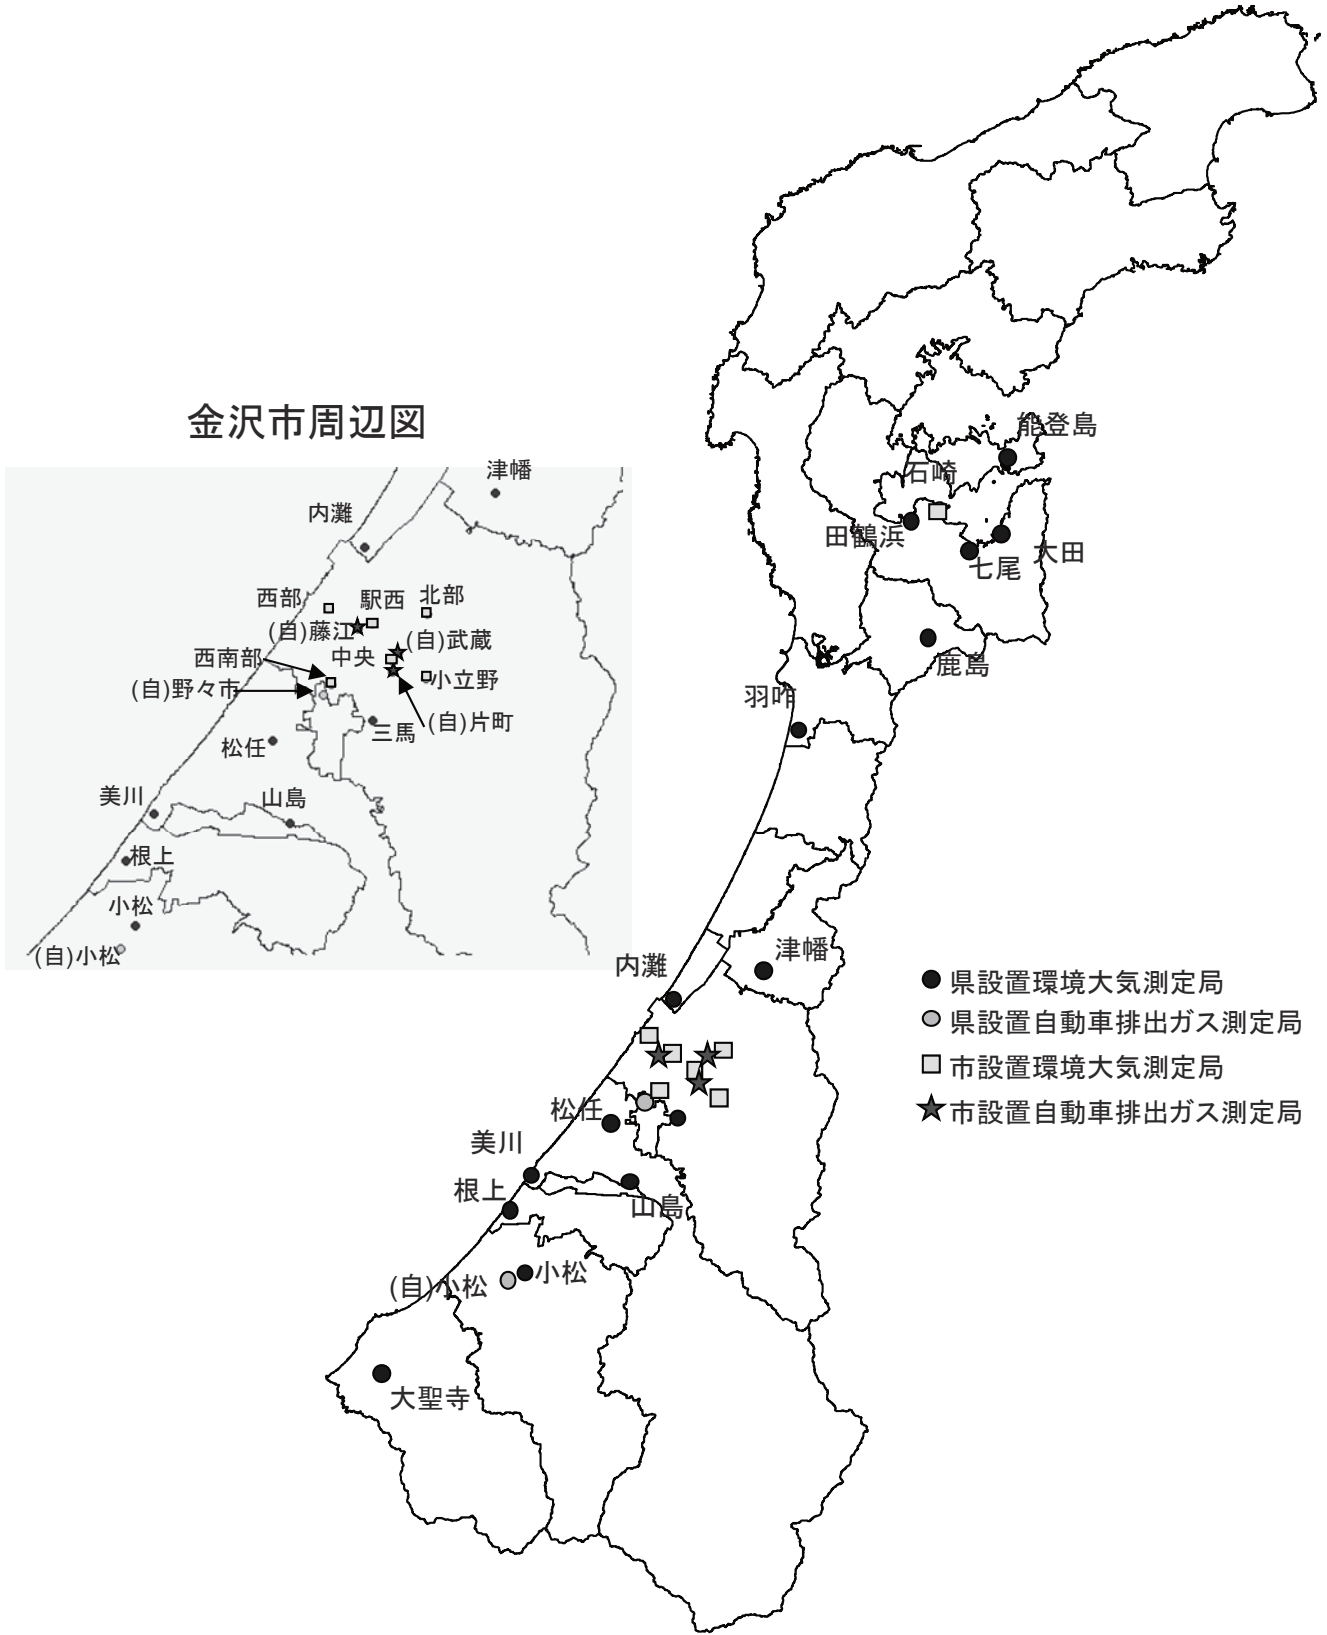 能登島
石崎
田鶴浜
七尾
大田
鹿島
羽咋
金沢市周辺図
津幡
内灘
西部
駅西
北部
(自)藤江
(自)武蔵
中央
西南部
小立野
(自)野々市
(自)片町
三馬
松任
美川
山島
根上
小松
(自)小松
津幡
内灘
県設置環境大気測定局
県設置自動車排出ガス測定局
市設置環境大気測定局
市設置自動車排出ガス測定局
松任
美川
根上
山島
小松
(自)小松
大聖寺